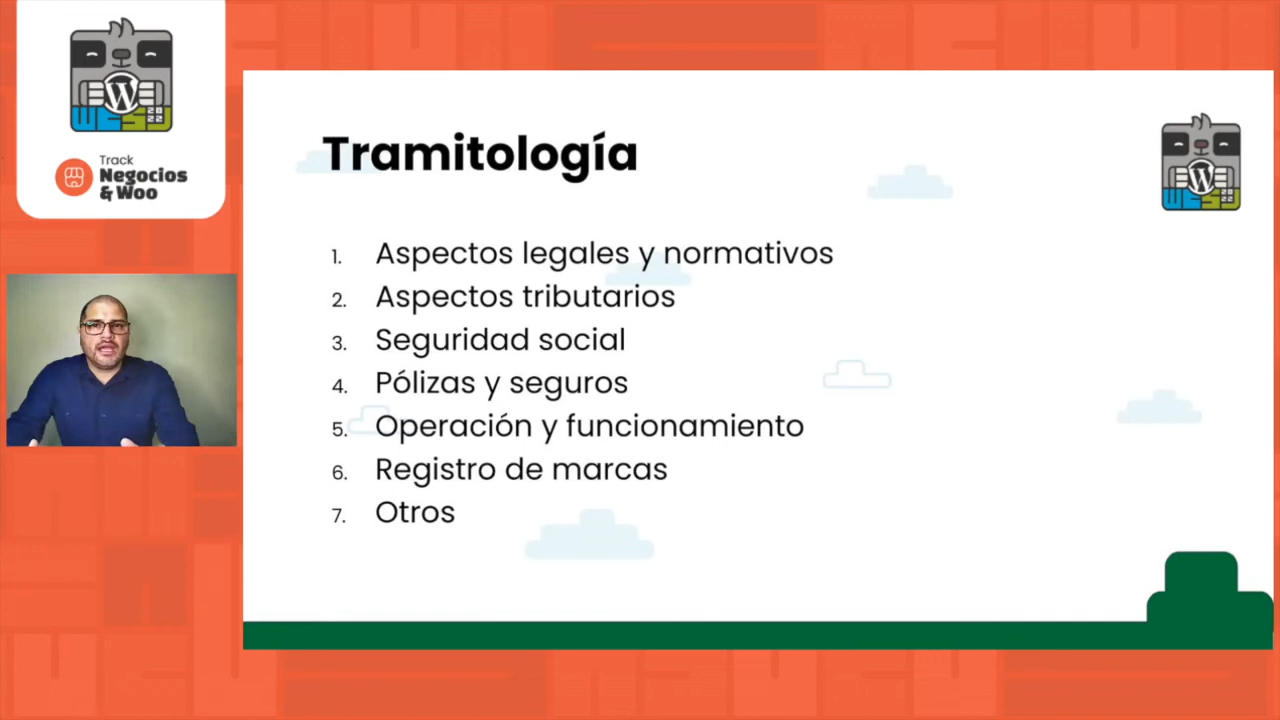 Track
Negocios
& Woo
Tramitología
1. Aspectos legales y normativos
2. Aspectos tributarios
3. Seguridad social
4. Pólizas y seguros
5. Operación y funcionamiento
6. Registro de marcas
7. Otros